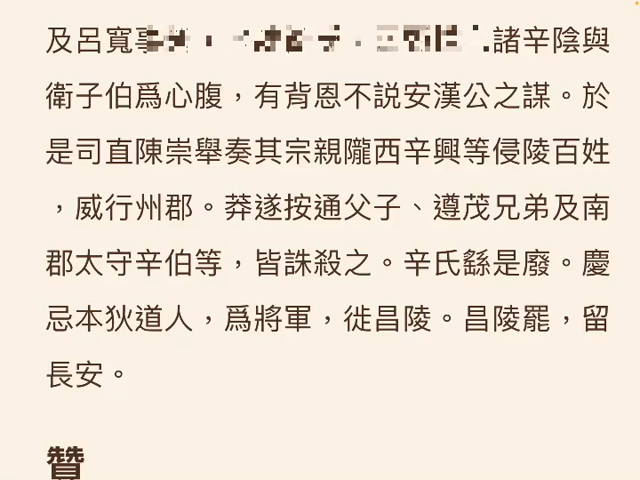 及呂寬事諸辛陰與
衛子伯爲心腹，有背恩不説安漢公之謀。於
是司直陳崇舉奏其宗親隴西辛興等侵陵百姓
，威行州郡。莽遂按通父子、遵茂兄弟及南
郡太守辛伯等，皆誅殺之。辛氏繇是廢。慶
忌本狄道人，爲將軍，徙昌陵。昌陵罷，留
長安。
贊